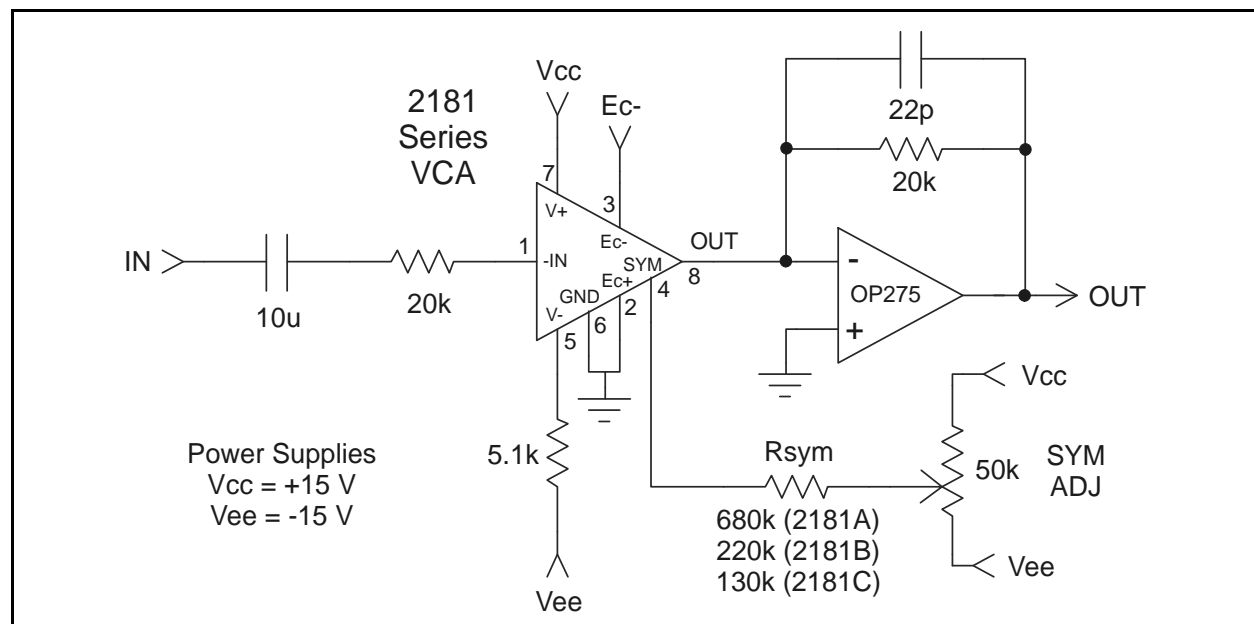 Vcc
2181
Series
VCA
Ec-
22p
20k
7
3
V+
Ec-
OUT
IN
1
-IN
SYM
8
-
10u
20k
GND
Ec+
4
OP275
OUT
V-
6
2
5
+
Vcc
Power Supplies
Vcc = +15 V
Vee = -15 V
5.1k
Rsym
50k
SYM
ADJ
680k (2181A)
220k (2181B)
130k (2181C)
Vee
Vee